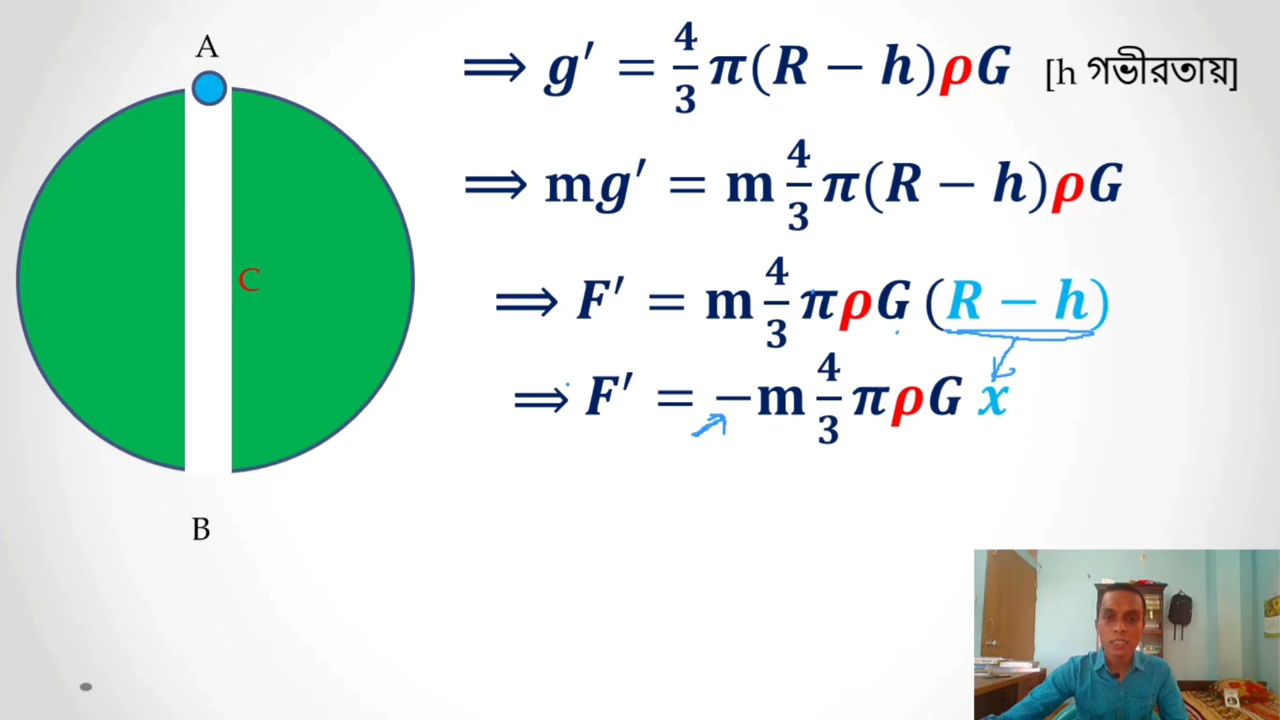 A
⟹ g′ = 4/3 π(R − h)ρG [h গভীরতায়]
⟹ mg′ = m 4/3 π(R − h)ρG
C
⟹ F′ = m 4/3 πρG (R − h)
⟹ F′ = −m 4/3 πρG x
B